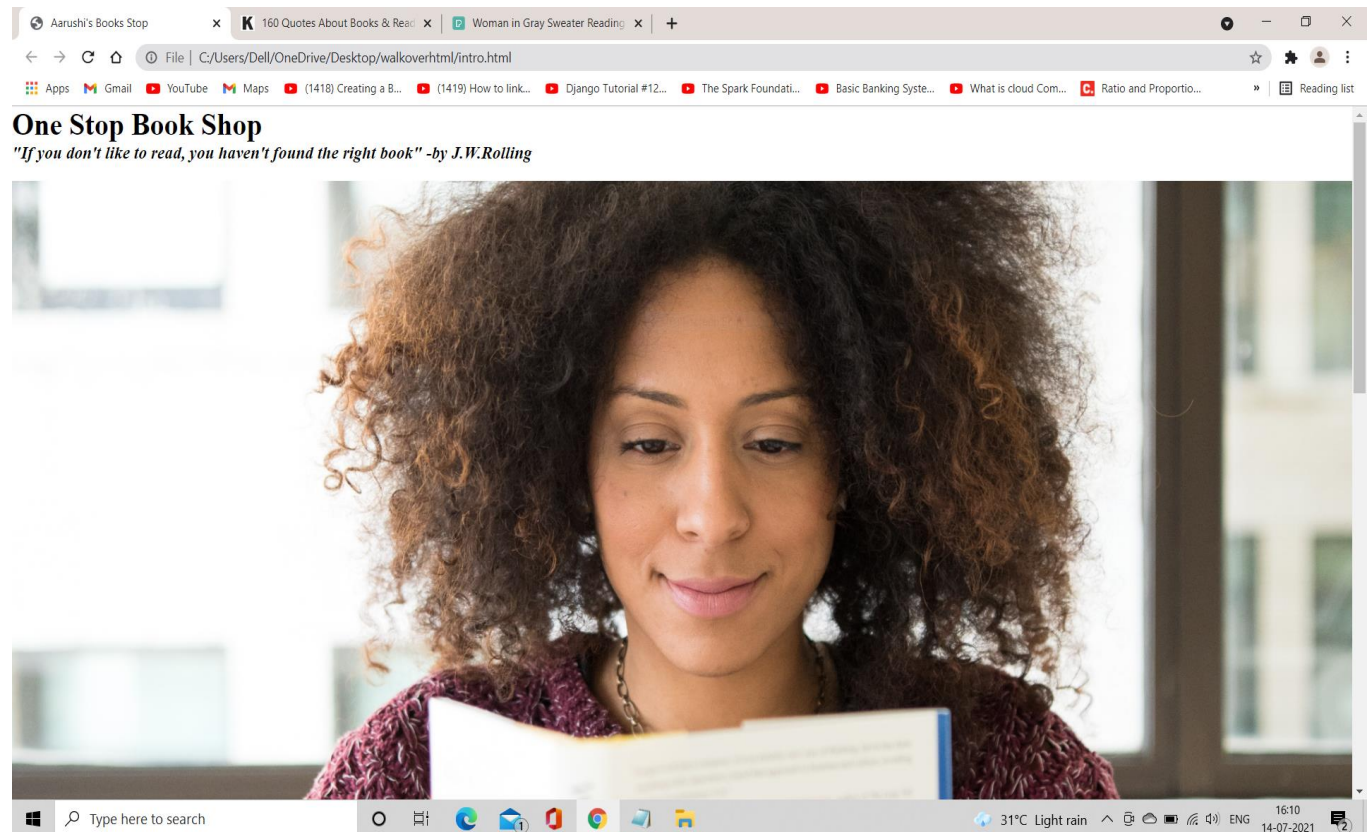 Aarushi's Books Stop
160 Quotes About Books & Read
Woman in Gray Sweater Reading
File | C:/Users/Dell/OneDrive/Desktop/walkoverhtml/intro.html
Apps Gmail YouTube Maps (1418) Creating a B... (1419) How to link... Django Tutorial #12... The Spark Foundati... Basic Banking Syste... What is cloud Com... Ratio and Proportio... » Reading list
One Stop Book Shop
"If you don't like to read, you haven't found the right book" -by J.W.Rolling
Type here to search
31°C Light rain
ENG
16:10
14-07-2021